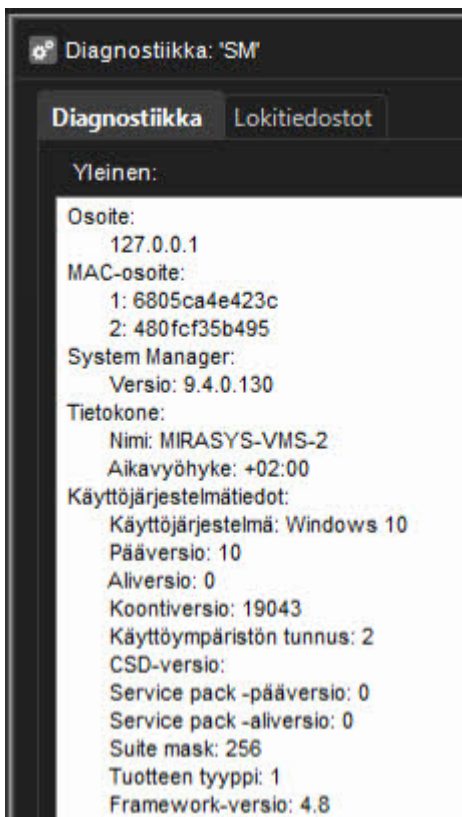 Diagnostiikka: 'SM'
Diagnostiikka Lokitiedostot
Yleinen:
Osoite:
127.0.0.1
MAC-osoite:
1: 6805ca4e423c
2: 480fcf35b495
System Manager:
Versio: 9.4.0.130
Tietokone:
Nimi: MIRASYS-VMS-2
Aikavyöhyke: +02:00
Käyttöjärjestelmätiedot:
Käyttöjärjestelmä: Windows 10
Pääversio: 10
Aliversio: 0
Koontiversio: 19043
Käyttöympäristön tunnus: 2
CSD-versio:
Service pack -pääversio: 0
Service pack -aliversio: 0
Suite mask: 256
Tuotteen tyyppi: 1
Framework-versio: 4.8